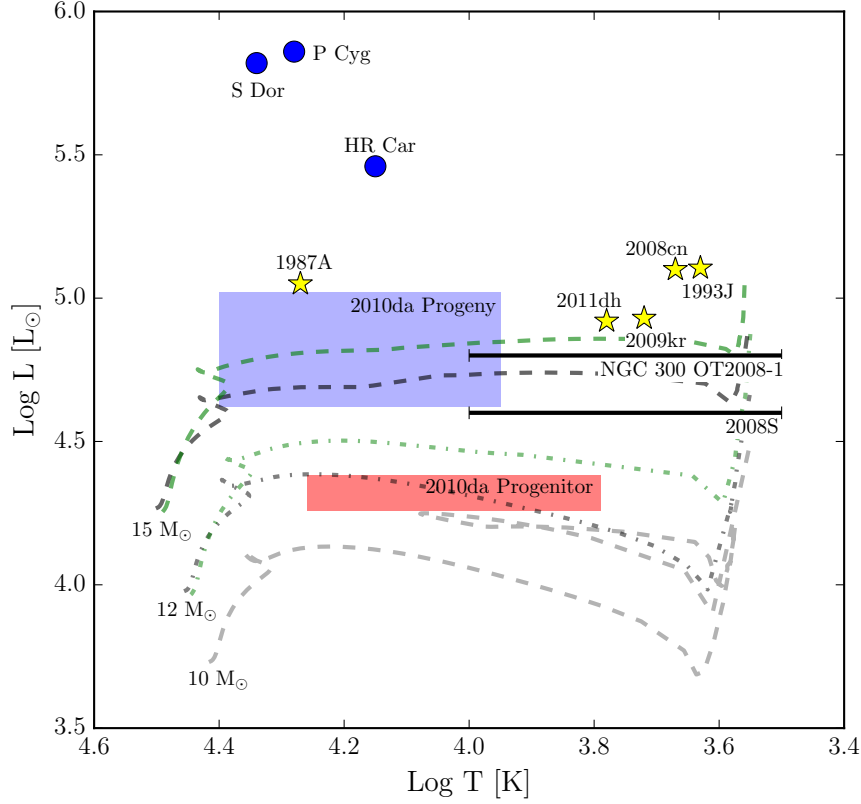 6.0
P Cyg
S Dor
HR Car
5.5
1987A
2008cn
1993J
5.0
2010da Progeny
2011dh
2009kr
NGC 300 OT2008-1
2008S
4.5
2010da Progenitor
15 M☉
12 M☉
4.0
10 M☉
3.5
4.6 4.4 4.2 4.0 3.8 3.6 3.4
Log T [K]
Log L [L☉]